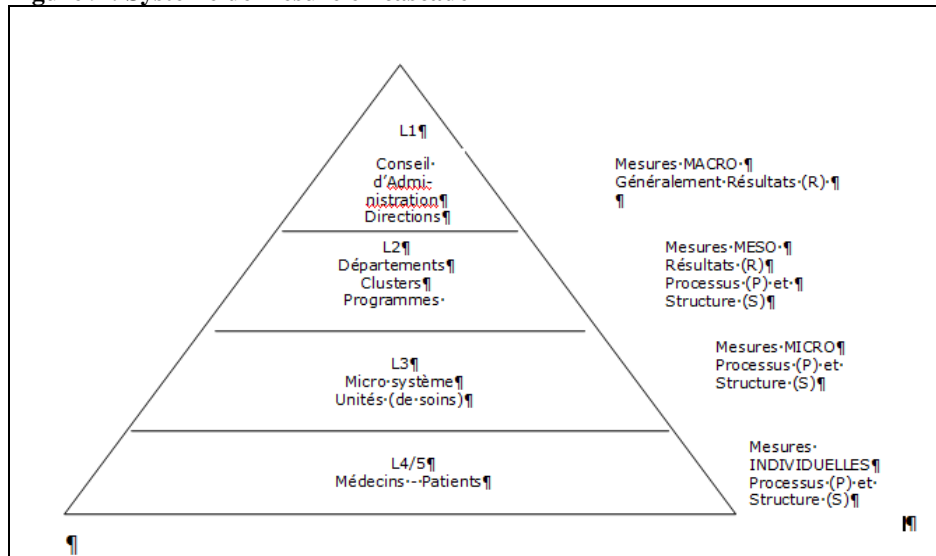 L1¶
Conseil·
d'Admi-
nistration¶
Directions¶
Mesures·MACRO·¶
Généralement·Résultats·(R)·¶
¶
L2¶
Départements¶
Clusters¶
Programmes·
Mesures·MESO·¶
Résultats·(R)¶
Processus·(P)·et·¶
Structure·(S)¶
L3¶
Micro·système¶
Unités·(de·soins)¶
Mesures·MICRO¶
Processus·(P)·et·
Structure·(S)¶
L4/5¶
Médecins·-·Patients¶
Mesures·
INDIVIDUELLES¶
Processus·(P)·et·
Structure·(S)¶
¶
¶